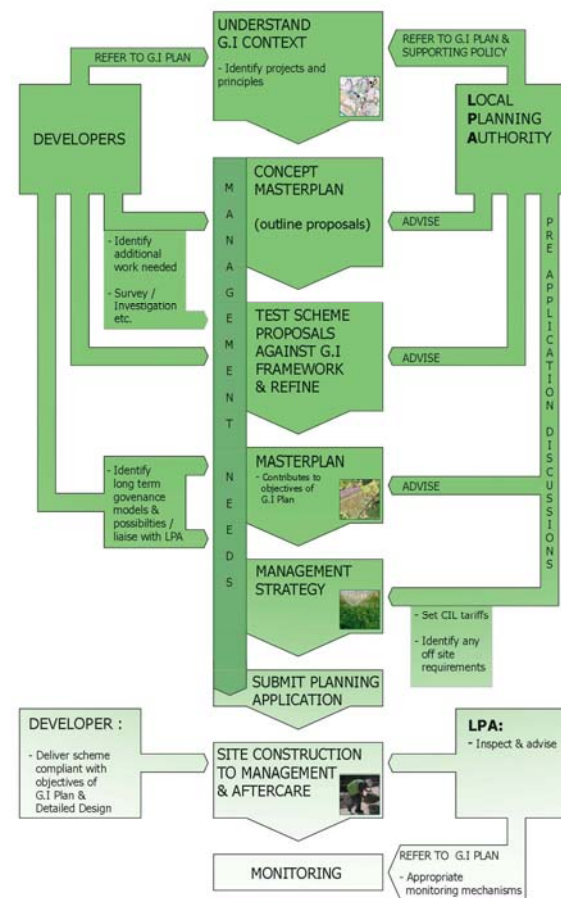 UNDERSTAND
G.I CONTEXT
- Identify projects and
principles
REFER TO G.I PLAN
REFER TO G.I PLAN &
SUPPORTING POLICY
DEVELOPERS
LOCAL
PLANNING
AUTHORITY
MANAGEMENT NEEDS
CONCEPT
MASTERPLAN
(outline proposals)
ADVISE
PRE APPLICATION DISCUSSIONS
- Identify
additional
work needed
- Survey /
Investigation
etc.
TEST SCHEME
PROPOSALS
AGAINST G.I
FRAMEWORK
& REFINE
ADVISE
- Identify
long term
govenance
models &
possibilties /
liaise with LPA
MASTERPLAN
- Contributes to
objectives of
G.I Plan
ADVISE
MANAGEMENT
STRATEGY
- Set CIL tariffs
- Identify any
off site
requirements
SUBMIT PLANNING
APPLICATION
DEVELOPER :
- Deliver scheme
compliant with
objectives of
G.I Plan &
Detailed Design
SITE CONSTRUCTION
TO MANAGEMENT
& AFTERCARE
LPA:
- Inspect & advise
REFER TO G.I PLAN
- Appropriate
monitoring mechanisms
MONITORING